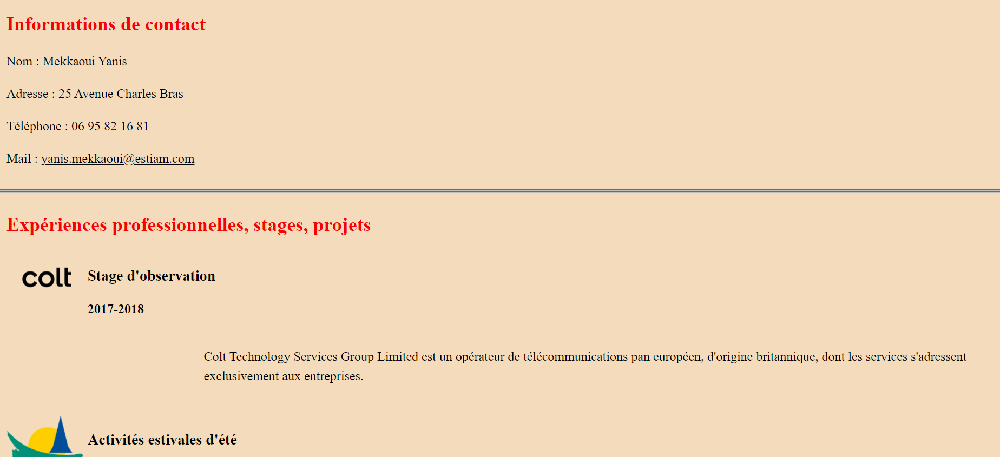 Informations de contact
Nom : Mekkaoui Yanis
Adresse : 25 Avenue Charles Bras
Téléphone : 06 95 82 16 81
Mail : yanis.mekkaoui@estiam.com
Expériences professionnelles, stages, projets
colt
Stage d'observation
2017-2018
Colt Technology Services Group Limited est un opérateur de télécommunications pan européen, d'origine britannique, dont les services s'adressent
exclusivement aux entreprises.
Activités estivales d'été